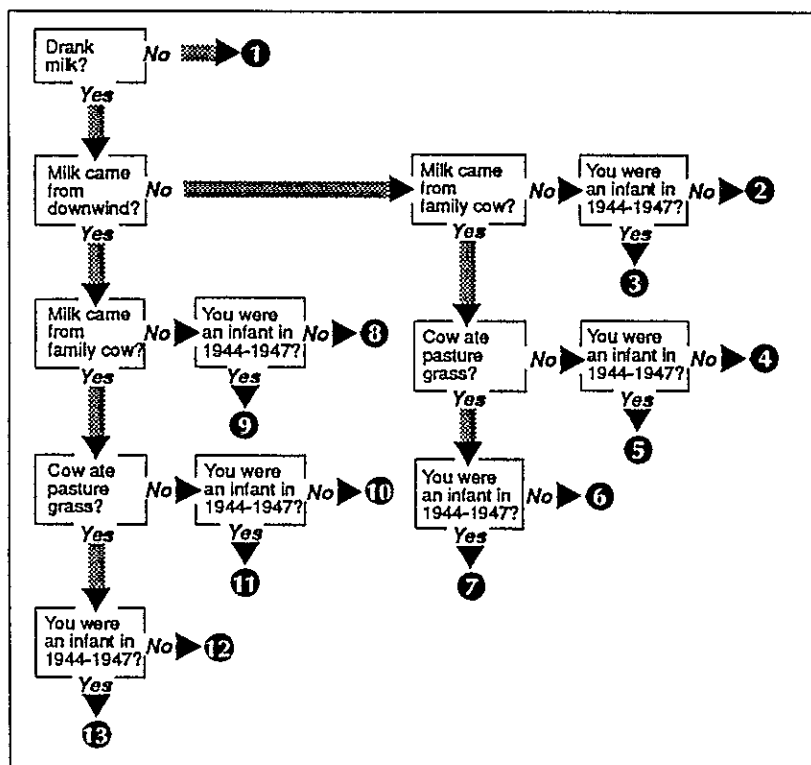 Drank
milk?
No
1
Yes
Milk came
from
downwind?
No
Yes
Milk came
from
family cow?
No
Yes
You were
an infant in
1944-1947?
No
2
Yes
3
Milk came
from
family cow?
No
Yes
You were
an infant in
1944-1947?
No
8
Yes
9
Cow ate
pasture
grass?
No
Yes
You were
an infant in
1944-1947?
No
4
Yes
5
Cow ate
pasture
grass?
No
Yes
You were
an infant in
1944-1947?
No
10
Yes
11
You were
an infant in
1944-1947?
No
6
Yes
7
You were
an infant in
1944-1947?
No
12
Yes
13